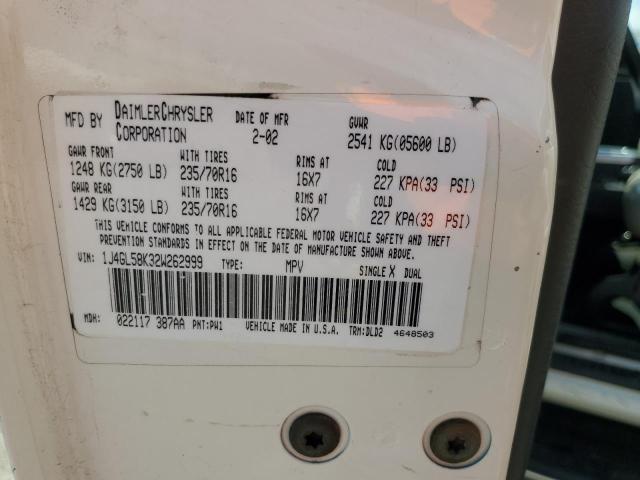 MFD BY DAIMLERCHRYSLER CORPORATION DATE OF MFR 2-02 GVWR 2541 KG(05600 LB)
GAWR FRONT WITH TIRES RIMS AT COLD
1248 KG(2750 LB) 235/70R16 16X7 227 KPA(33 PSI)
GAWR REAR WITH TIRES RIMS AT COLD
1429 KG(3150 LB) 235/70R16 16X7 227 KPA(33 PSI)
THIS VEHICLE CONFORMS TO ALL APPLICABLE FEDERAL MOTOR VEHICLE SAFETY AND THEFT
PREVENTION STANDARDS IN EFFECT ON THE DATE OF MANUFACTURE SHOWN ABOVE.
VIN: 1J4GL58K32W262999 TYPE: MPV SINGLE X DUAL
MDH: 022117 387AA PNT:PW1 VEHICLE MADE IN U.S.A. TRM:DLD2 4648503